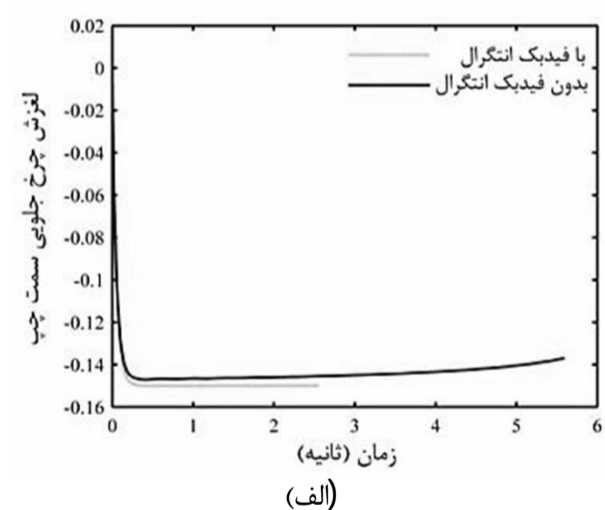 0.02
0
-0.02
-0.04
-0.06
-0.08
-0.1
-0.12
-0.14
-0.16
لغزش چرخ جلویی سمت چپ
با فیدبک انتگرال
بدون فیدبک انتگرال
0 1 2 3 4 5 6
زمان (ثانیه)
(الف)